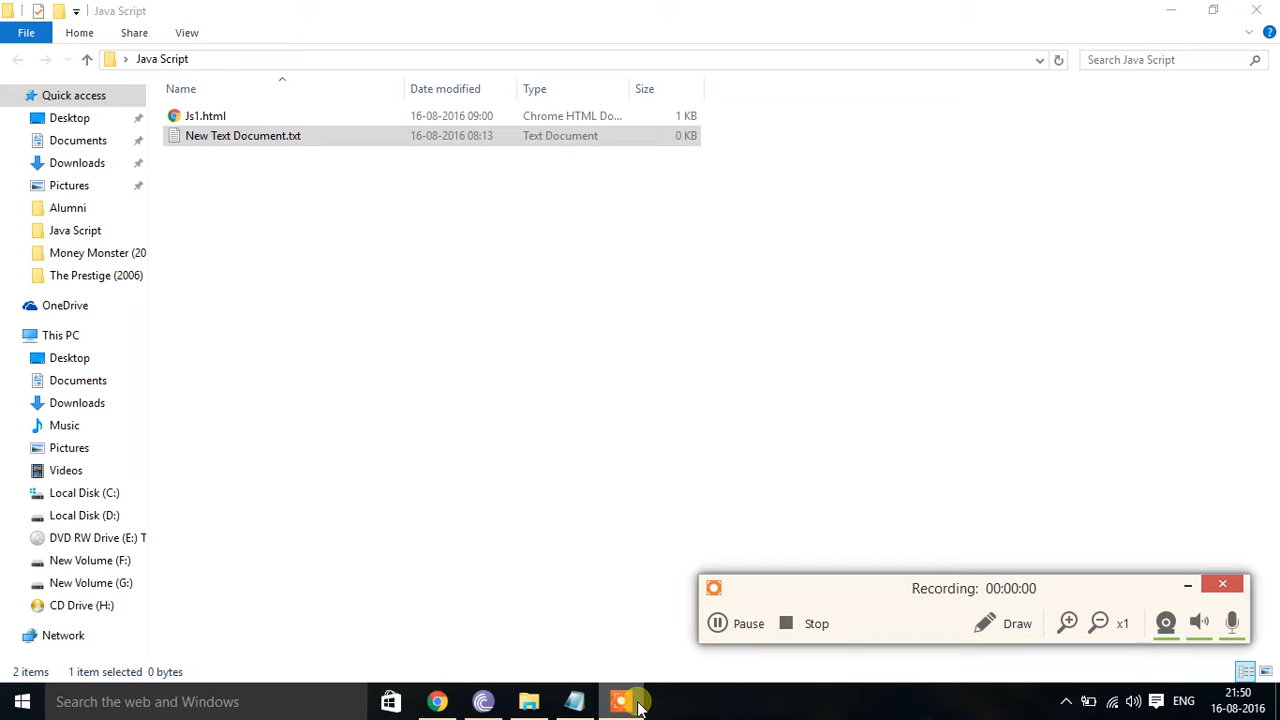 Java Script
File Home Share View
Java Script
Search Java Script
Name Date modified Type Size
Js1.html 16-08-2016 09:00 Chrome HTML Do... 1 KB
New Text Document.txt 16-08-2016 08:13 Text Document 0 KB
Quick access
Desktop
Documents
Downloads
Pictures
Alumni
Java Script
Money Monster (20
The Prestige (2006)
OneDrive
This PC
Desktop
Documents
Downloads
Music
Pictures
Videos
Local Disk (C:)
Local Disk (D:)
DVD RW Drive (E:) T
New Volume (F:)
New Volume (G:)
CD Drive (H:)
Network
Recording: 00:00:00
Pause Stop Draw x1
2 items 1 item selected 0 bytes
Search the web and Windows
ENG
21:50
16-08-2016